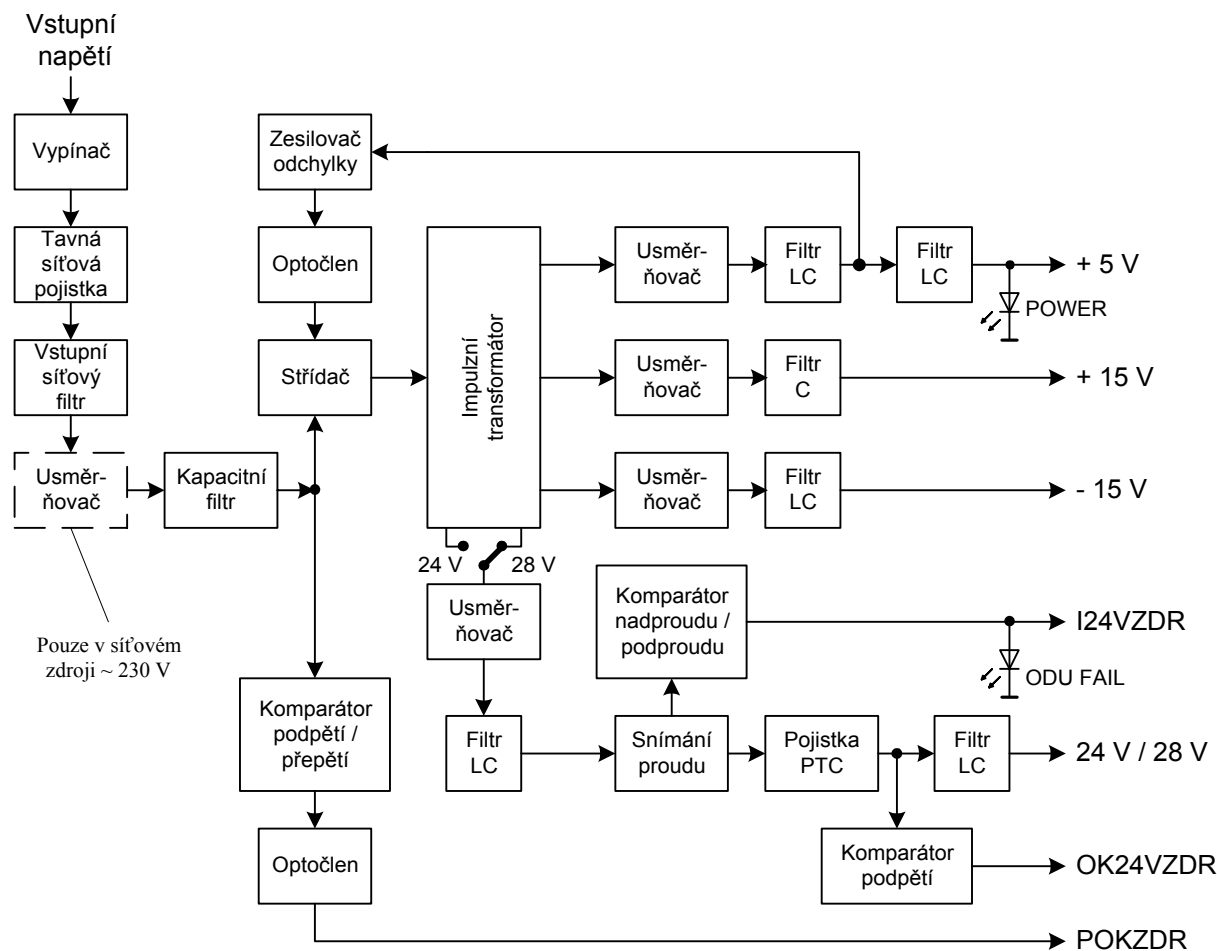 Vstupní
napětí
Vypínač
Tavná
síťová
pojistka
Vstupní
síťový
filtr
Usměr-
ňovač
Kapacitní
filtr
Pouze v síťovém
zdroji ~ 230 V
Zesilovač
odchylky
Optočlen
Střídač
Komparátor
podpětí /
přepětí
Optočlen
Impulzní
transformátor
Usměr-
ňovač
Filtr
LC
Filtr
LC
+ 5 V
POWER
Usměr-
ňovač
Filtr
C
+ 15 V
Usměr-
ňovač
Filtr
LC
- 15 V
24 V
28 V
Usměr-
ňovač
Komparátor
nadproudu /
podproudu
I24VZDR
ODU FAIL
Filtr
LC
Snímání
proudu
Pojistka
PTC
Filtr
LC
24 V / 28 V
Komparátor
podpětí
OK24VZDR
POKZDR